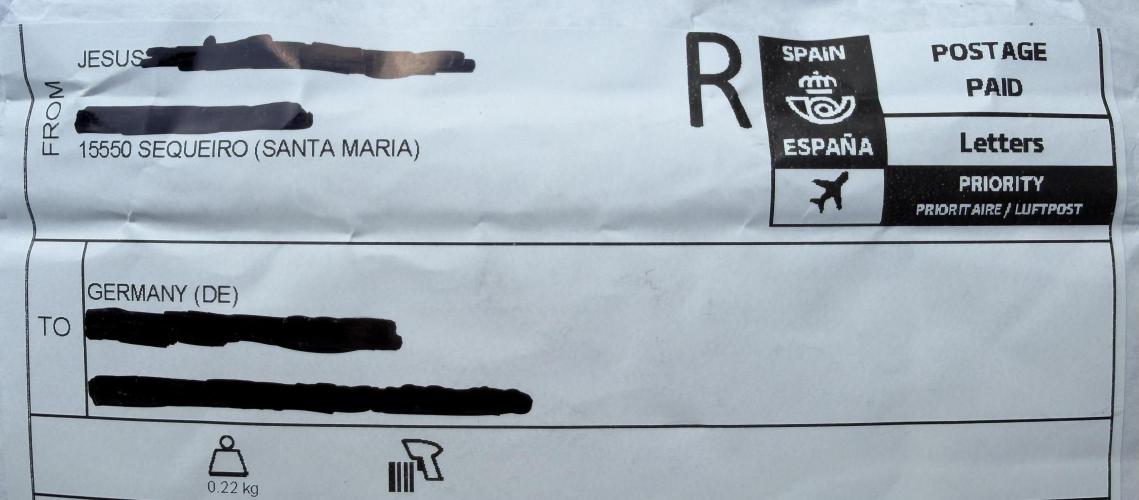 FROM
JESUS
15550 SEQUEIRO (SANTA MARIA)
R
SPAIN
ESPAÑA
POSTAGE
PAID
Letters
PRIORITY
PRIORITAIRE / LUFTPOST
TO
GERMANY (DE)
0.22 kg